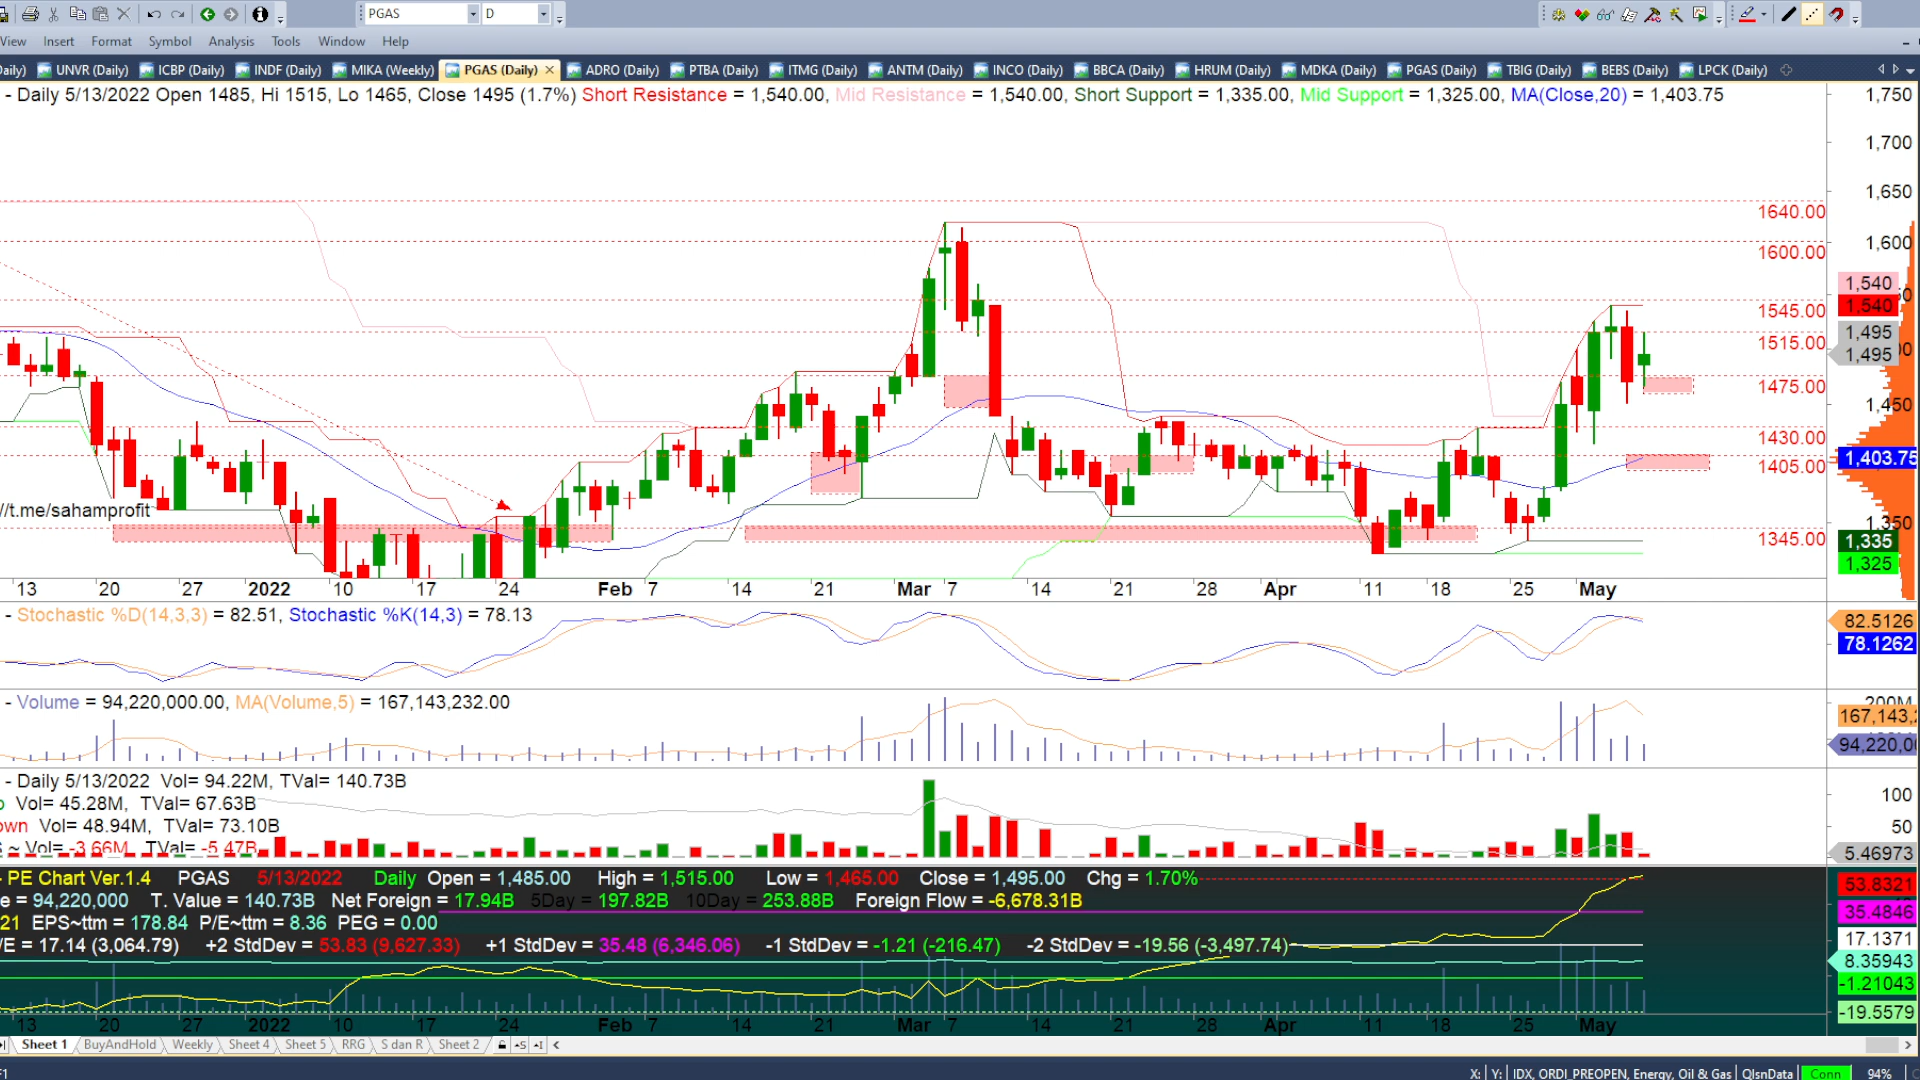 PGAS D
View Insert Format Symbol Analysis Tools Window Help
Daily) UNVR (Daily) ICBP (Daily) INDF (Daily) MIKA (Weekly) PGAS (Daily) ADRO (Daily) PTBA (Daily) ITMG (Daily) ANTM (Daily) INCO (Daily) BBCA (Daily) HRUM (Daily) MDKA (Daily) PGAS (Daily) TBIG (Daily) BEBS (Daily) LPCK (Daily)
- Daily 5/13/2022 Open 1485, Hi 1515, Lo 1465, Close 1495 (1.7%) Short Resistance = 1,540.00, Mid Resistance = 1,540.00, Short Support = 1,335.00, Mid Support = 1,325.00, MA(Close,20) = 1,403.75
1,750
1,700
1,650
1640.00
1,600
1600.00
1,540
1,540
1545.00
1,495
1515.00
1,495
1475.00
1,450
1430.00
1,403.75
1405.00
//t.me/sahamprofit
1,350
1345.00
1,335
1,325
13 20 27 2022 10 17 24 Feb 7 14 21 Mar 7 14 21 28 Apr 11 18 25 May
- Stochastic %D(14,3,3) = 82.51, Stochastic %K(14,3) = 78.13
82.5126
78.1262
- Volume = 94,220,000.00, MA(Volume,5) = 167,143,232.00
200M
167,143,2
94,220,00
- Daily 5/13/2022 Vol= 94.22M, TVal= 140.73B
Vol= 45.28M, TVal= 67.63B
own Vol= 48.94M, TVal= 73.10B
~ Vol= -3.66M, TVal= -5.47B
100
50
5.46973
- PE Chart Ver.1.4 PGAS 5/13/2022 Daily Open = 1,485.00 High = 1,515.00 Low = 1,465.00 Close = 1,495.00 Chg = 1.70%
e = 94,220,000 T. Value = 140.73B Net Foreign = 17.94B 5Day = 197.82B 10Day = 253.88B Foreign Flow = -6,678.31B
21 EPS~ttm = 178.84 P/E~ttm = 8.36 PEG = 0.00
/E = 17.14 (3,064.79) +2 StdDev = 53.83 (9,627.33) +1 StdDev = 35.48 (6,346.06) -1 StdDev = -1.21 (-216.47) -2 StdDev = -19.56 (-3,497.74)
53.8321
35.4846
17.1371
8.35943
-1.21043
-19.5579
13 20 27 2022 10 17 24 Feb 7 14 21 Mar 7 14 21 28 Apr 11 18 25 May
Sheet 1 BuyAndHold Weekly Sheet 4 Sheet 5 RRG S dan R Sheet 2
F1 X: Y: IDX, ORDI_PREOPEN, Energy, Oil & Gas QlsnData Conn 94%